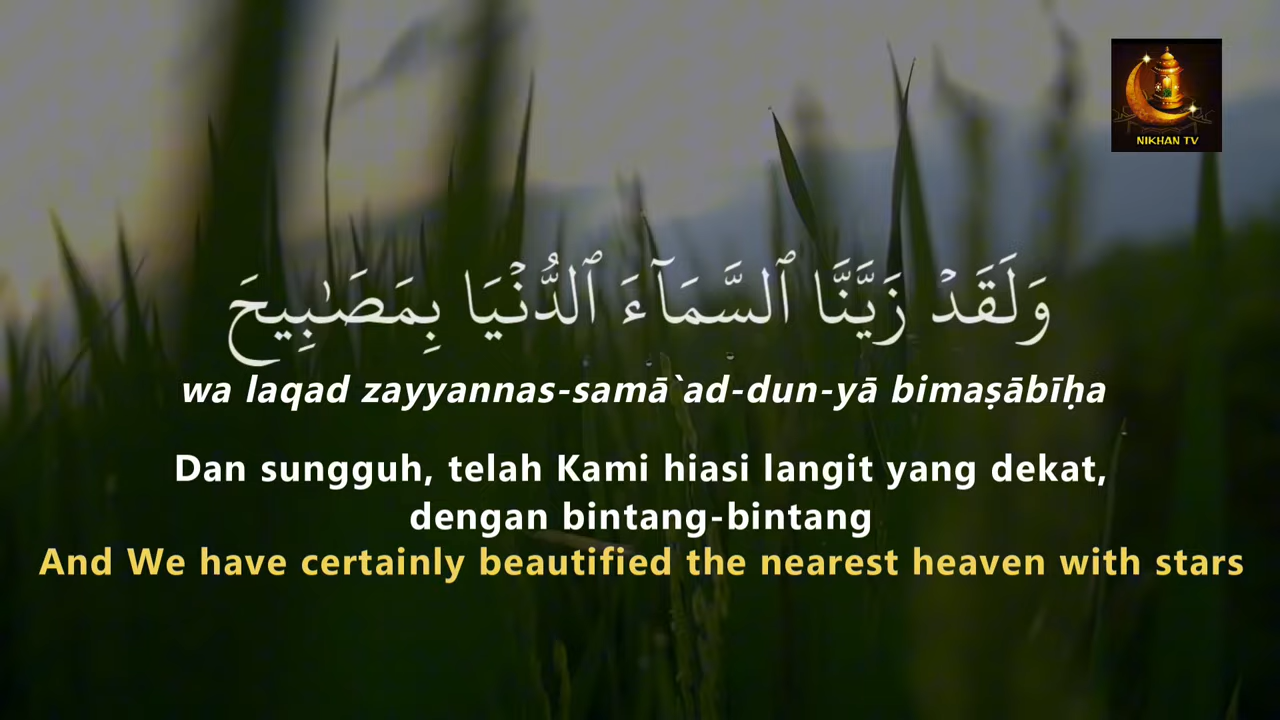 NIKHAN TV
وَلَقَدۡ زَيَّنَّا ٱلسَّمَآءَ ٱلدُّنۡيَا بِمَصَٰبِيحَ
wa laqad zayyannas-samā`ad-dun-yā bimaṣābīḥa
Dan sungguh, telah Kami hiasi langit yang dekat,
dengan bintang-bintang
And We have certainly beautified the nearest heaven with stars